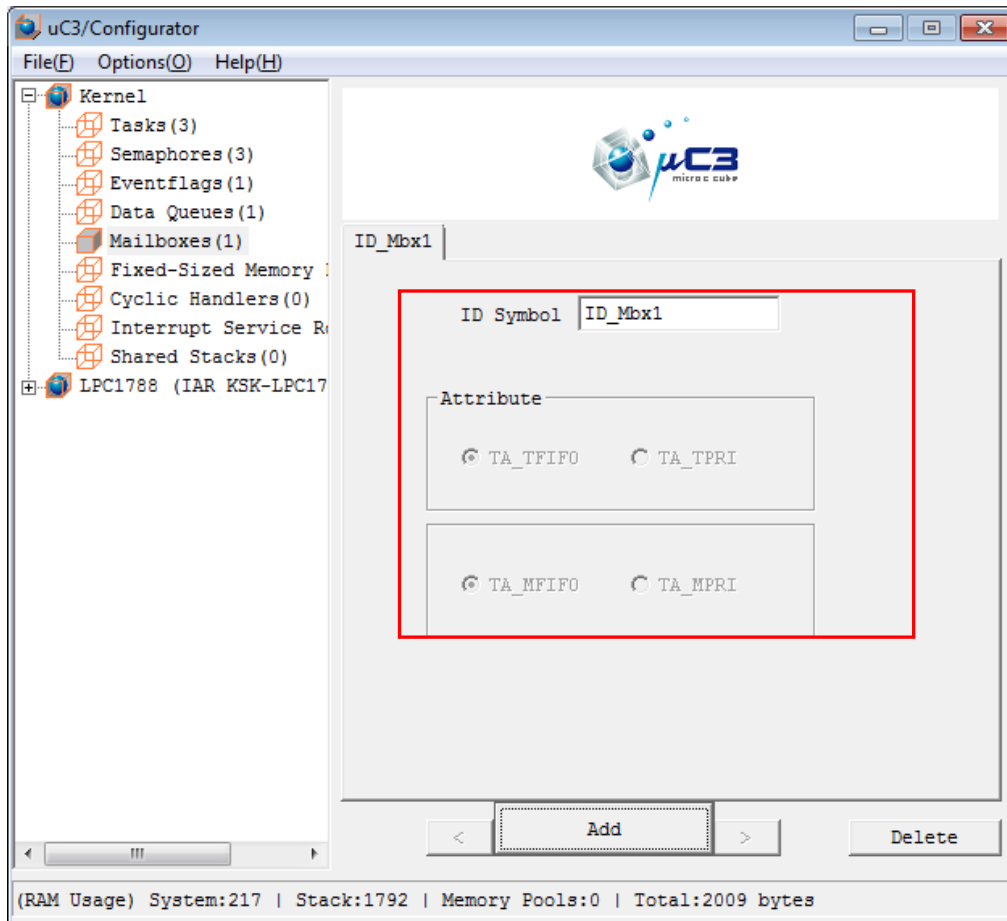 uC3/Configurator
File(F) Options(O) Help(H)
Kernel
Tasks(3)
Semaphores(3)
Eventflags(1)
Data Queues(1)
Mailboxes(1)
Fixed-Sized Memory
Cyclic Handlers(0)
Interrupt Service
Shared Stacks(0)
LPC1788 (IAR KSK-LPC17
μC3
micro c cube
ID_Mbx1
ID Symbol ID_Mbx1
Attribute
TA_TFIFO TA_TPRI
TA_MFIFO TA_MPRI
< Add > Delete
(RAM Usage) System:217 | Stack:1792 | Memory Pools:0 | Total:2009 bytes